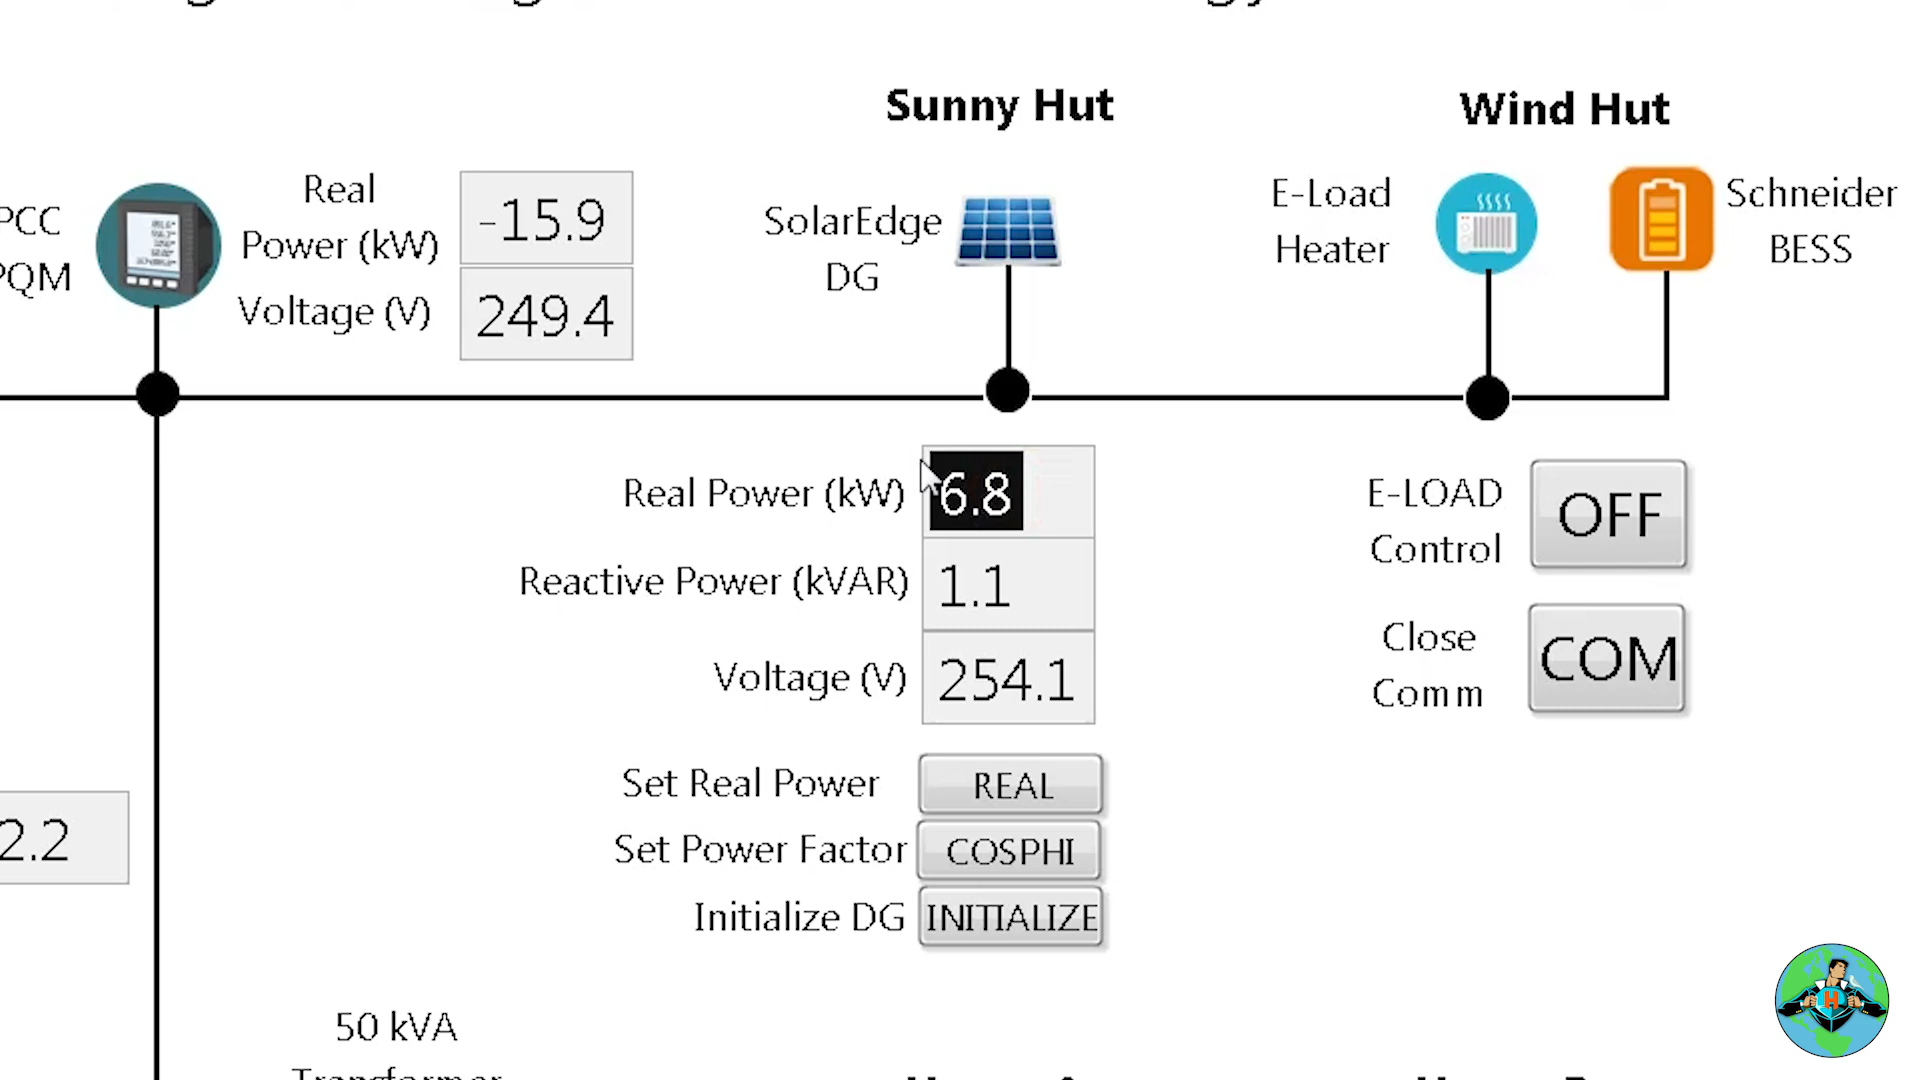 Sunny Hut
Wind Hut
PCC
PQM
Real
Power (kW)
-15.9
Voltage (V)
249.4
SolarEdge
DG
E-Load
Heater
Schneider
BESS
Real Power (kW)
6.8
Reactive Power (kVAR)
1.1
Voltage (V)
254.1
E-LOAD
Control
OFF
Close
Comm
COM
Set Real Power
REAL
Set Power Factor
COSPHI
Initialize DG
INITIALIZE
2.2
50 kVA
Transformer
H